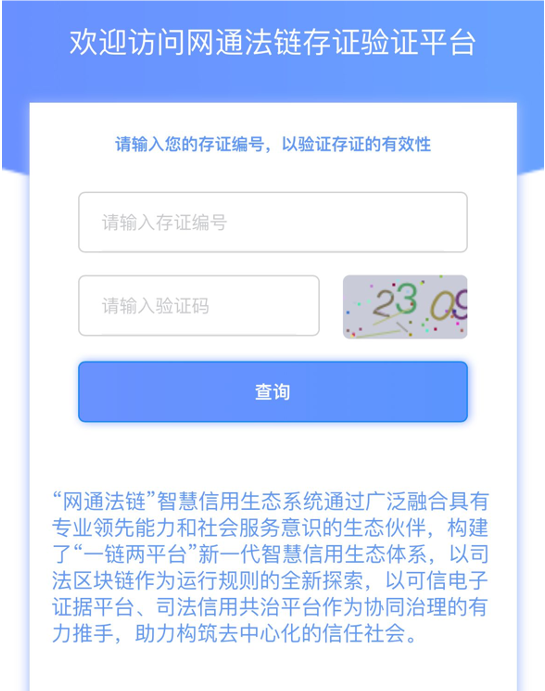 欢迎访问网通法链存证验证平台
请输入您的存证编号，以验证存证的有效性
请输入存证编号
请输入验证码
2309
查询
“网通法链”智慧信用生态系统通过广泛融合具有
专业领先能力和社会服务意识的生态伙伴，构建
了“一链两平台”新一代智慧信用生态体系，以司
法区块链作为运行规则的全新探索，以可信电子
证据平台、司法信用共治平台作为协同治理的有
力推手，助力构筑去中心化的信任社会。